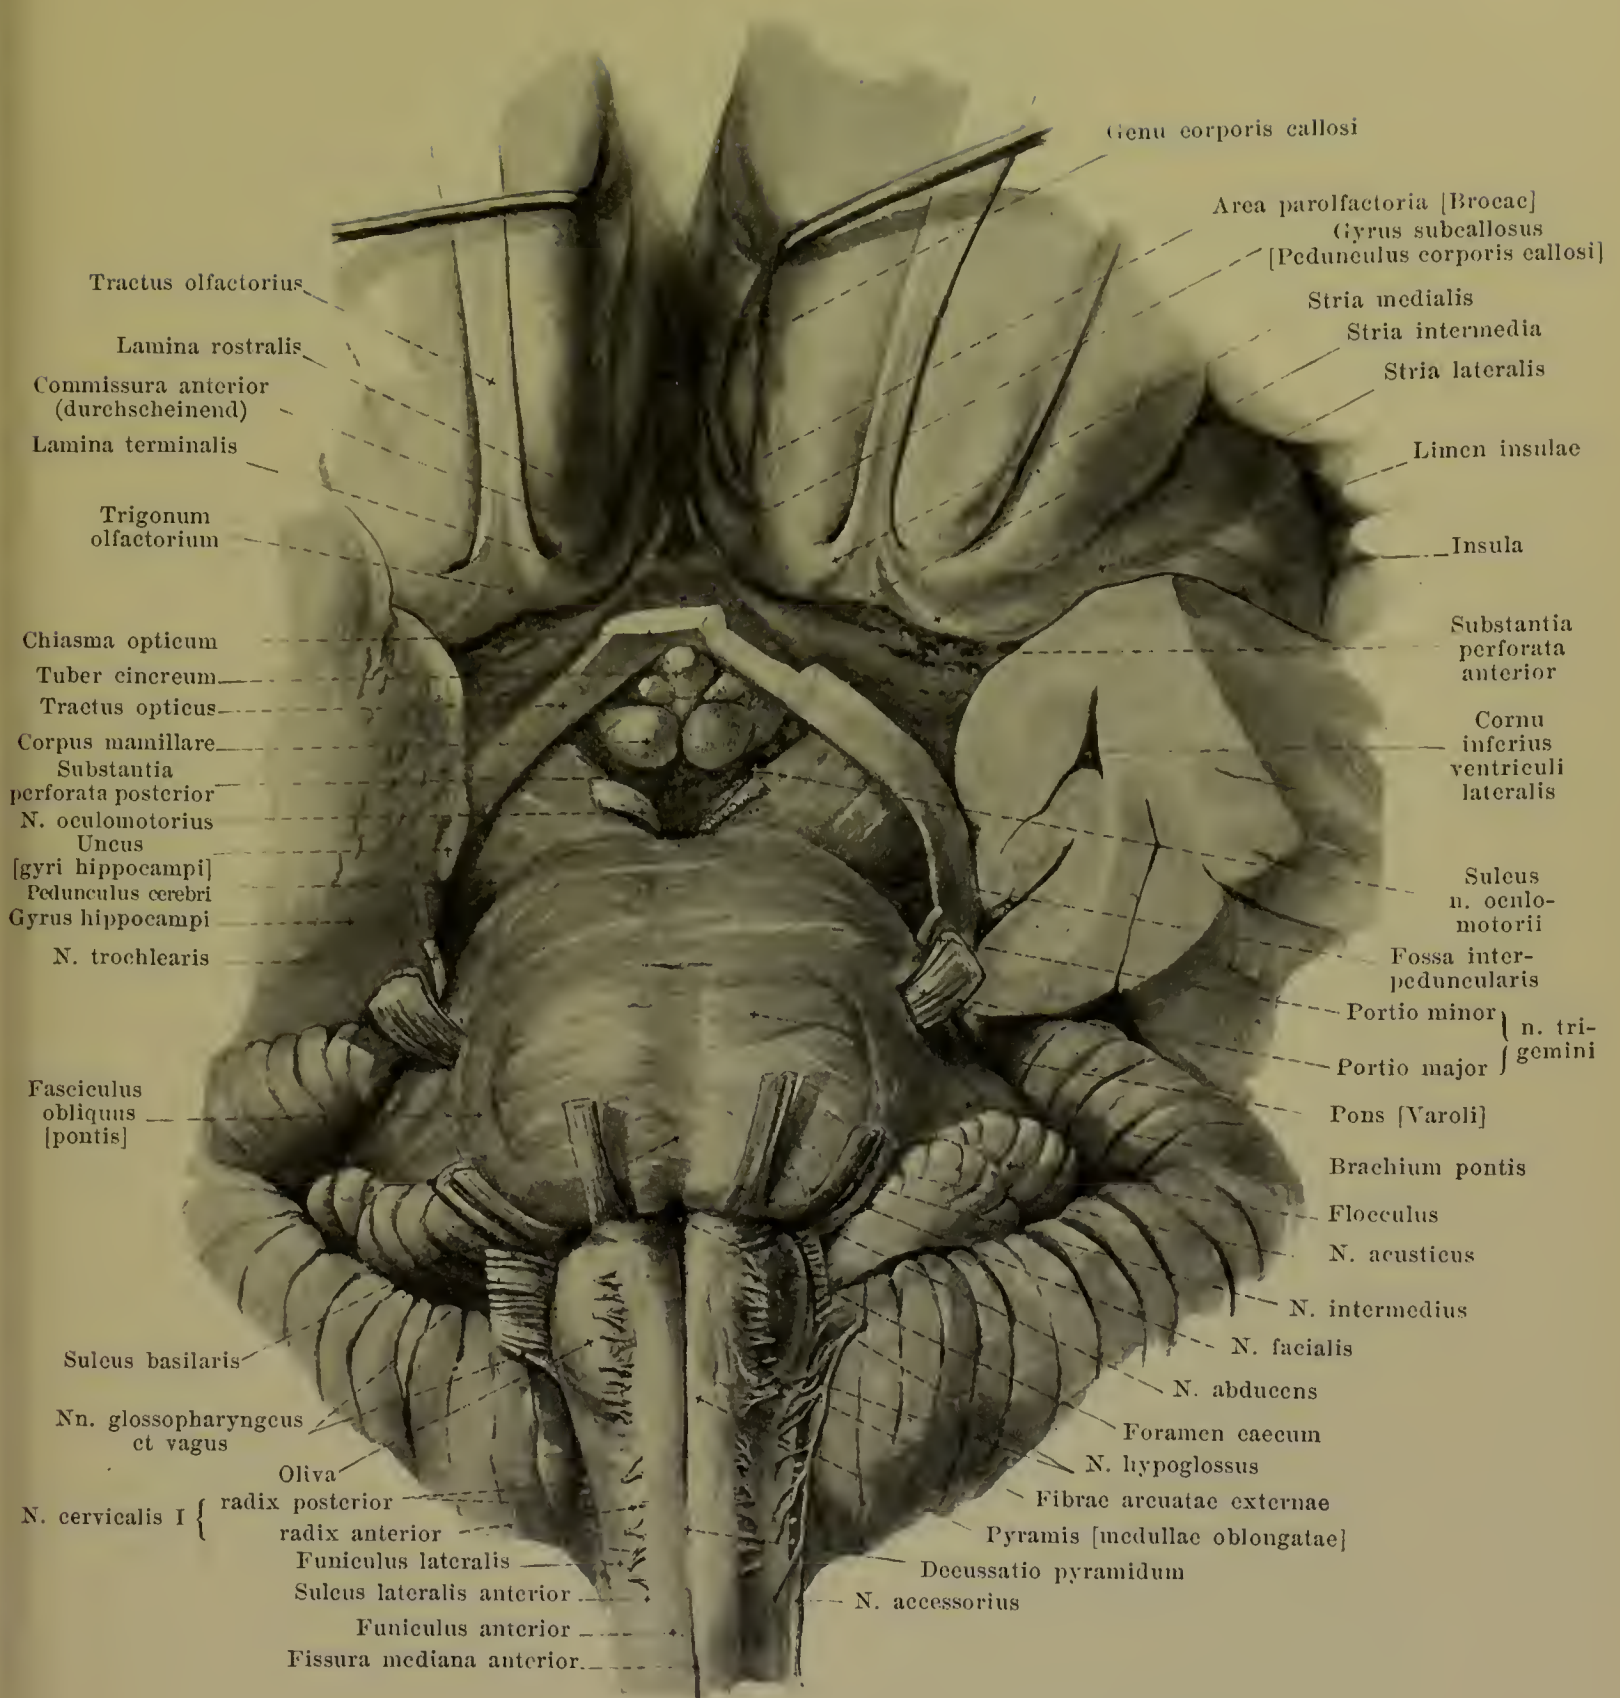 Tractus olfactorius
Lamina rostralis
Commissura anterior
(durchscheinend)
Lamina terminalis
Trigonum
olfactorium
Chiasma opticum
Tuber cinereum
Tractus opticus
Corpus mamillare
Substantia
perforata posterior
N. oculomotorius
Uncus
[gyri hippocampi]
Pedunculus cerebri
Gyrus hippocampi
N. trochlearis
Fasciculus
obliquus
[pontis]
Sulcus basilaris
Nn. glossopharyngeus
et vagus
Oliva
N. cervicalis I { radix posterior
radix anterior
Funiculus lateralis
Sulcus lateralis anterior
Funiculus anterior
Fissura mediana anterior
Genu corporis callosi
Area parolfactoria [Brocae]
Gyrus subcallosus
[Pedunculus corporis callosi]
Stria medialis
Stria intermedia
Stria lateralis
Limen insulae
Insula
Substantia
perforata
anterior
Cornu
inferius
ventriculi
lateralis
Sulcus
n. oculo-
motorii
Fossa inter-
peduncularis
Portio minor } n. tri-
Portio major } gemini
Pons [Varoli]
Brachium pontis
Flocculus
N. acusticus
N. intermedius
N. facialis
N. abducens
Foramen caecum
N. hypoglossus
Fibrae arcuatae externae
Pyramis [medullae oblongatae]
Decussatio pyramidum
N. accessorius